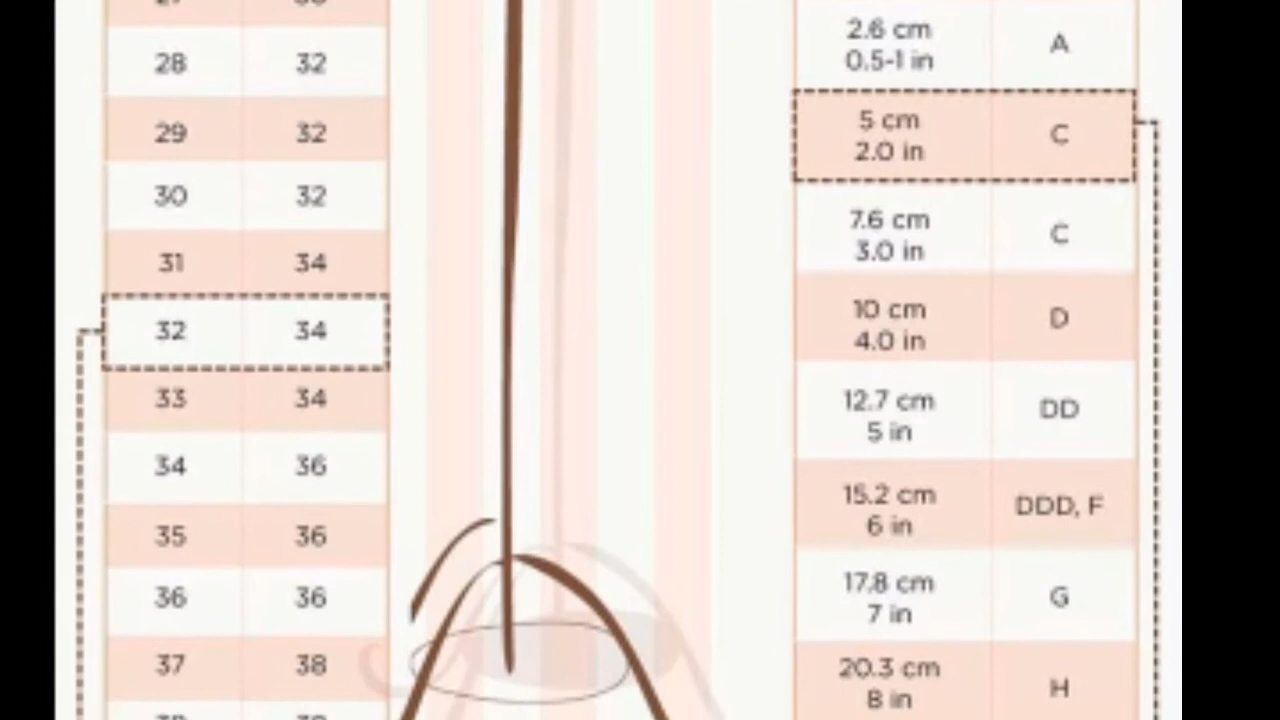 28 32
29 32
30 32
31 34
32 34
33 34
34 36
35 36
36 36
37 38
2.6 cm
0.5-1 in
A
5 cm
2.0 in
C
7.6 cm
3.0 in
C
10 cm
4.0 in
D
12.7 cm
5 in
DD
15.2 cm
6 in
DDD, F
17.8 cm
7 in
G
20.3 cm
8 in
H